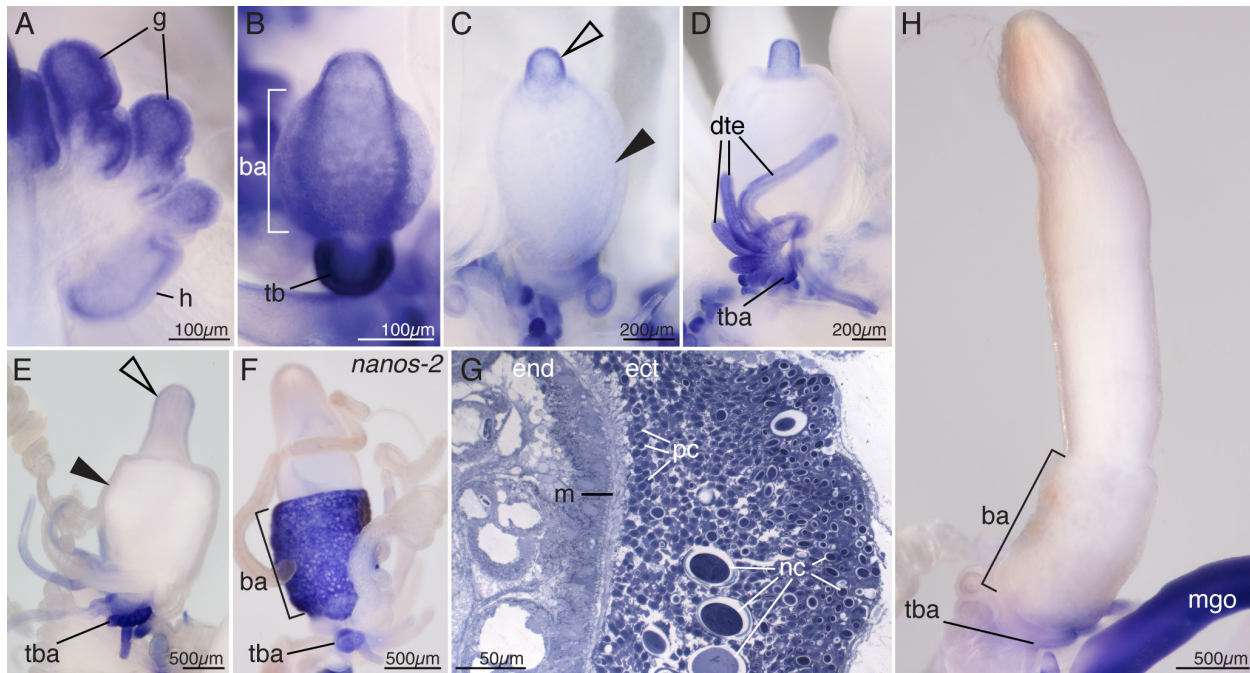 A
g
h
100µm
B
ba
tb
100µm
C
200µm
D
dte
tba
200µm
E
tba
500µm
F
nanos-2
ba
tba
500µm
G
end
ect
pc
m
nc
50µm
H
ba
tba
mgo
500µm